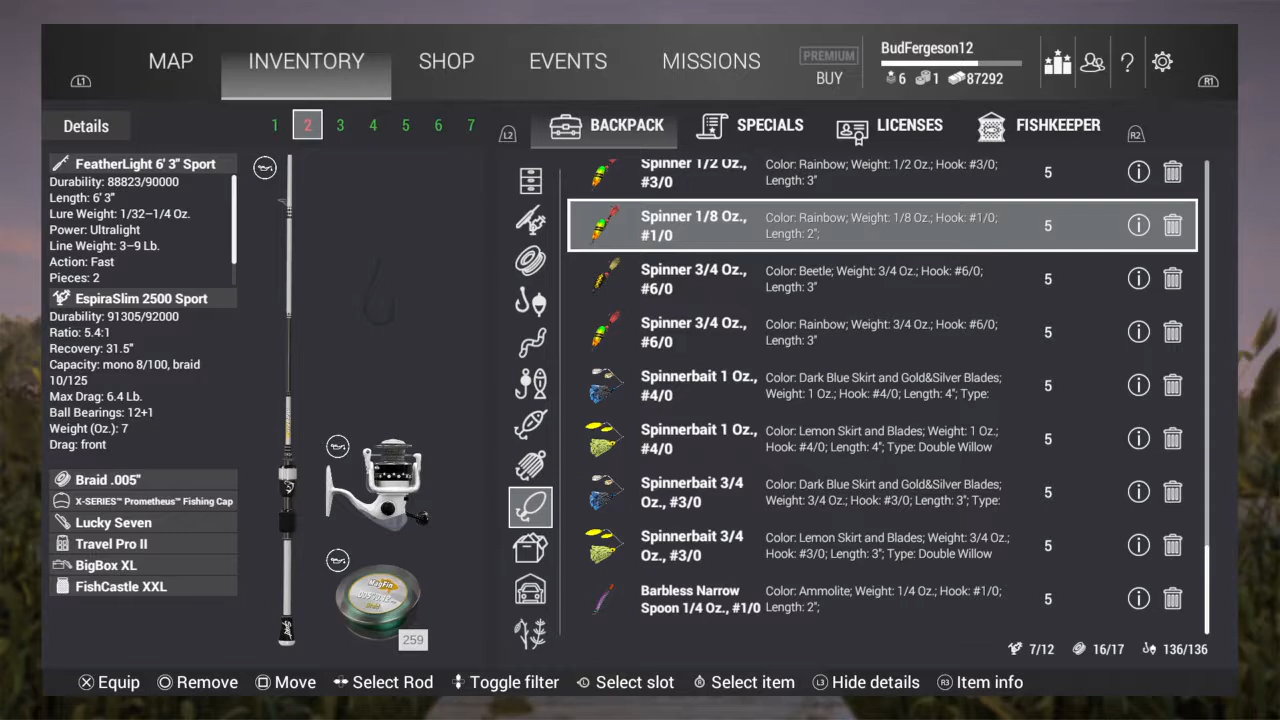 MAP
INVENTORY
SHOP
EVENTS
MISSIONS
PREMIUM
BUY
BudFergeson12
6
1
87292
?
L1
R1
Details
1
2
3
4
5
6
7
L2
BACKPACK
SPECIALS
LICENSES
FISHKEEPER
R2
FeatherLight 6' 3" Sport
Durability: 88823/90000
Length: 6' 3"
Lure Weight: 1/32–1/4 Oz.
Power: Ultralight
Line Weight: 3–9 Lb.
Action: Fast
Pieces: 2
EspiraSlim 2500 Sport
Durability: 91305/92000
Ratio: 5.4:1
Recovery: 31.5"
Capacity: mono 8/100, braid
10/125
Max Drag: 6.4 Lb.
Ball Bearings: 12+1
Weight (Oz.): 7
Drag: front
Braid .005"
X-SERIES™ Prometheus™ Fishing Cap
Lucky Seven
Travel Pro II
BigBox XL
FishCastle XXL
MagFin
259
Spinner 1/2 Oz.,
#3/0
Color: Rainbow; Weight: 1/2 Oz.; Hook: #3/0;
Length: 3"
5
Spinner 1/8 Oz.,
#1/0
Color: Rainbow; Weight: 1/8 Oz.; Hook: #1/0;
Length: 2";
5
Spinner 3/4 Oz.,
#6/0
Color: Beetle; Weight: 3/4 Oz.; Hook: #6/0;
Length: 3"
5
Spinner 3/4 Oz.,
#6/0
Color: Rainbow; Weight: 3/4 Oz.; Hook: #6/0;
Length: 3"
5
Spinnerbait 1 Oz.,
#4/0
Color: Dark Blue Skirt and Gold&Silver Blades;
Weight: 1 Oz.; Hook: #4/0; Length: 4"; Type:
5
Spinnerbait 1 Oz.,
#4/0
Color: Lemon Skirt and Blades; Weight: 1 Oz.;
Hook: #4/0; Length: 4"; Type: Double Willow
5
Spinnerbait 3/4
Oz., #3/0
Color: Dark Blue Skirt and Gold&Silver Blades;
Weight: 3/4 Oz.; Hook: #3/0; Length: 3"; Type:
5
Spinnerbait 3/4
Oz., #3/0
Color: Lemon Skirt and Blades; Weight: 3/4 Oz.;
Hook: #3/0; Length: 3"; Type: Double Willow
5
Barbless Narrow
Spoon 1/4 Oz., #1/0
Color: Ammolite; Weight: 1/4 Oz.; Hook: #1/0;
Length: 2";
5
7/12
16/17
136/136
Equip
Remove
Move
Select Rod
Toggle filter
L Select slot
R Select item
L3 Hide details
R3 Item info